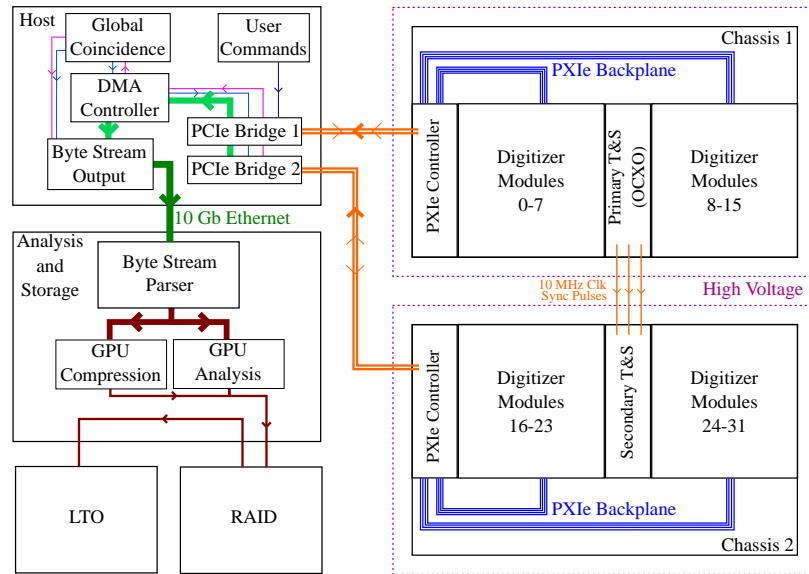 Host
Global
Coincidence
User
Commands
DMA
Controller
PCIe Bridge 1
Byte Stream
Output
PCIe Bridge 2
10 Gb Ethernet
Analysis
and
Storage
Byte Stream
Parser
GPU
Compression
GPU
Analysis
LTO
RAID
Chassis 1
PXIe Backplane
PXIe Controller
Digitizer
Modules
0-7
Primary T&S
(OCXO)
Digitizer
Modules
8-15
10 MHz Clk
Sync Pulses
High Voltage
PXIe Controller
Digitizer
Modules
16-23
Secondary T&S
Digitizer
Modules
24-31
PXIe Backplane
Chassis 2